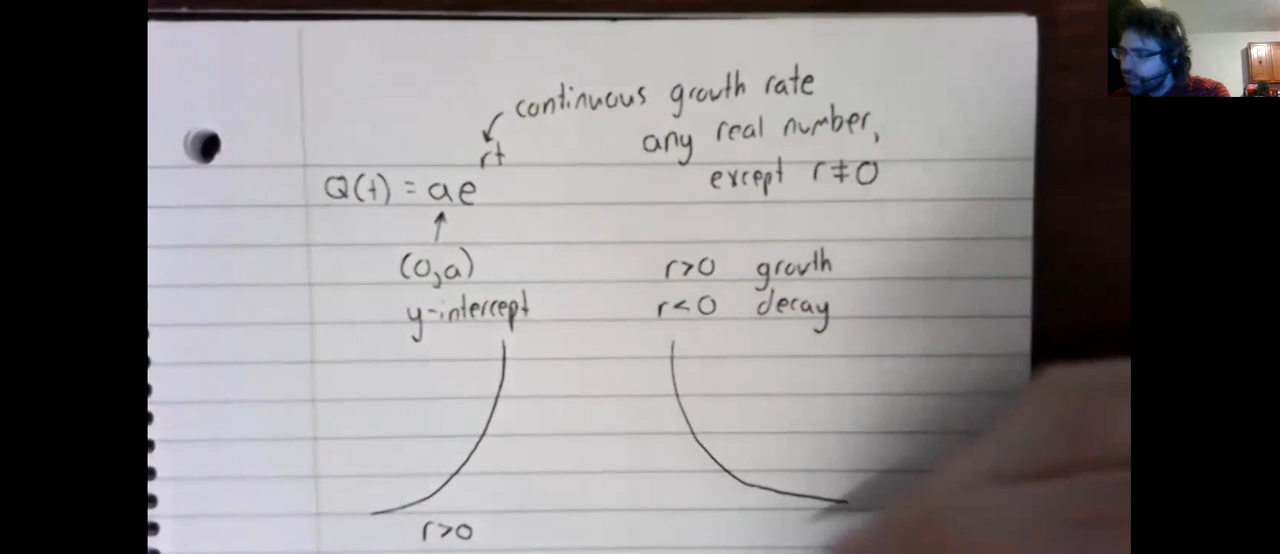 continuous growth rate
any real number,
except r ≠ 0
Q(t) = ae^{rt}
(0,a)
y-intercept
r>0 growth
r<0 decay
r>0